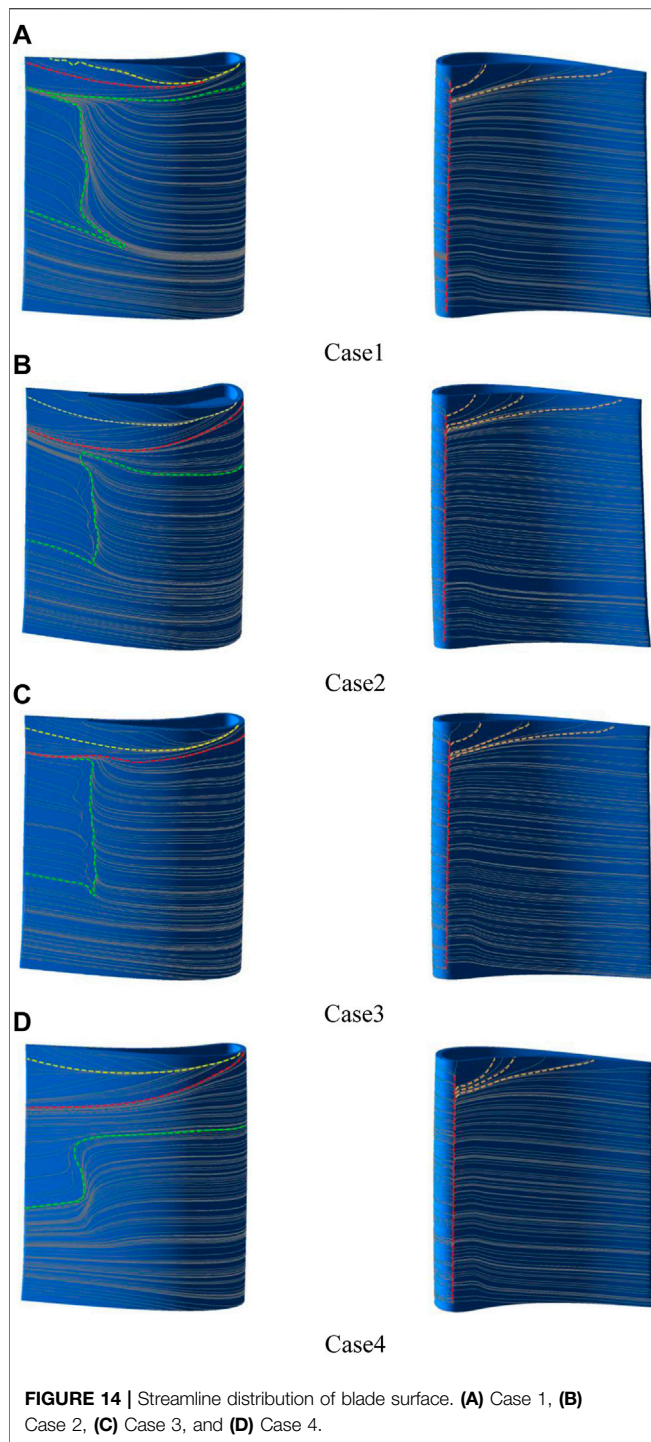 A
Case1
B
Case2
C
Case3
D
Case4
FIGURE 14 | Streamline distribution of blade surface. (A) Case 1, (B)
Case 2, (C) Case 3, and (D) Case 4.